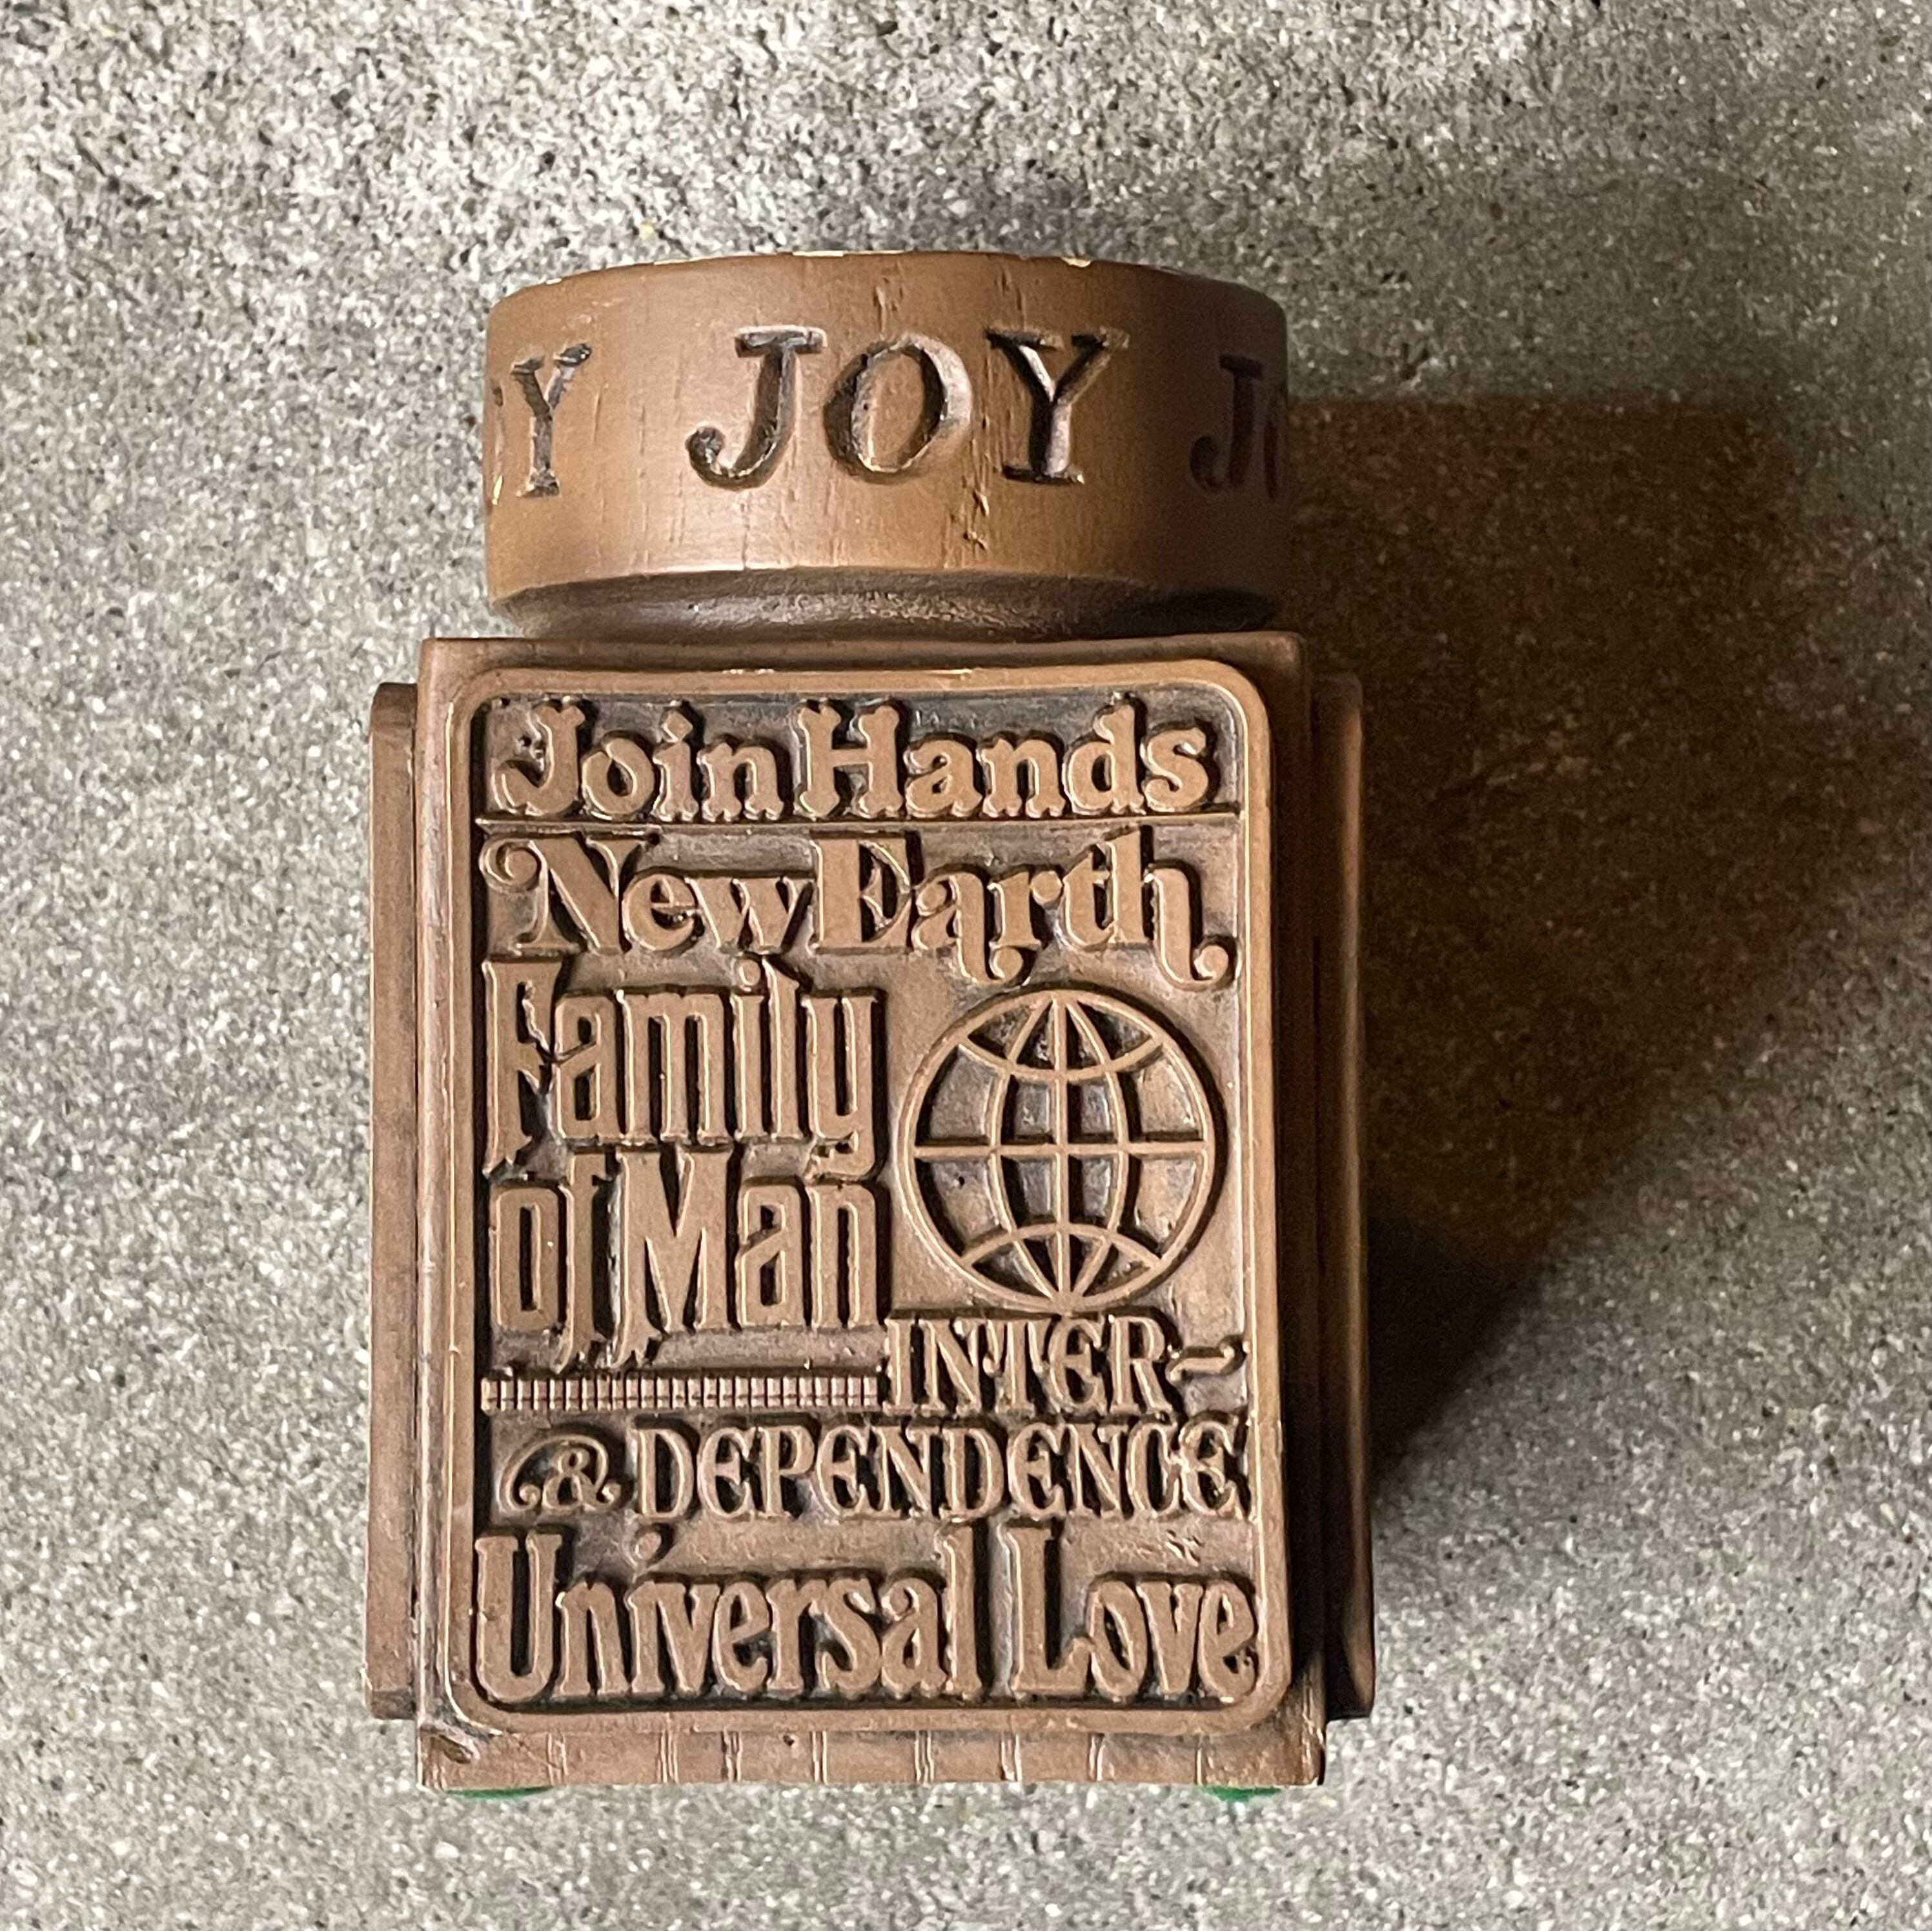 Y JOY J
Join Hands
New Earth
Family
of Man
INTER-
& DEPENDENCE
Universal Love